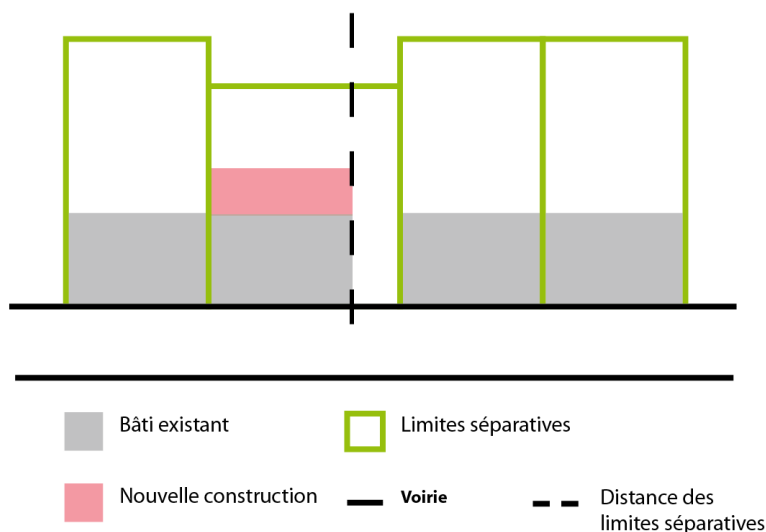 Bâti existant
Limites séparatives
Nouvelle construction
Voirie
Distance des
limites séparatives